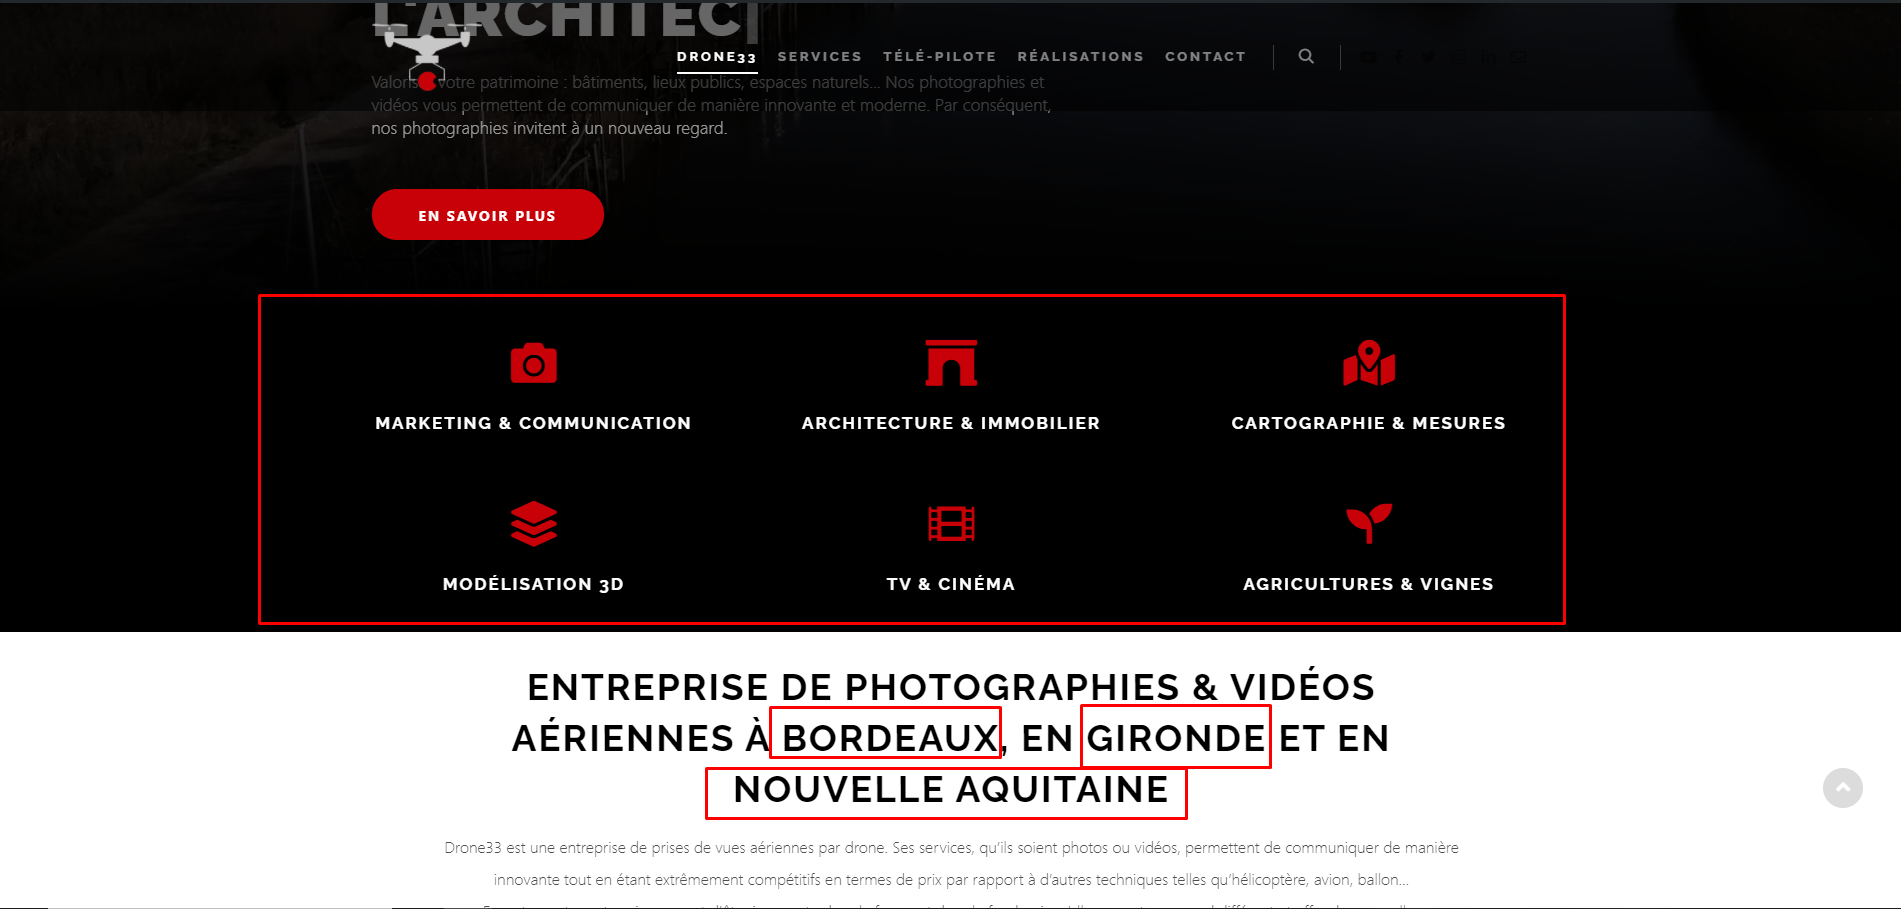 L'ARCHITEC|
DRONE33 SERVICES TÉLÉ-PILOTE RÉALISATIONS CONTACT
votre patrimoine : bâtiments, lieux publics, espaces naturels... Nos photographies et
vidéos vous permettent de communiquer de manière innovante et moderne. Par conséquent,
nos photographies invitent à un nouveau regard.
EN SAVOIR PLUS
MARKETING & COMMUNICATION
ARCHITECTURE & IMMOBILIER
CARTOGRAPHIE & MESURES
MODÉLISATION 3D
TV & CINÉMA
AGRICULTURES & VIGNES
ENTREPRISE DE PHOTOGRAPHIES & VIDÉOS
AÉRIENNES À BORDEAUX, EN GIRONDE ET EN
NOUVELLE AQUITAINE
Drone33 est une entreprise de prises de vues aériennes par drone. Ses services, qu'ils soient photos ou vidéos, permettent de communiquer de manière
innovante tout en étant extrêmement compétitifs en termes de prix par rapport à d'autres techniques telles qu'hélicoptère, avion, ballon...